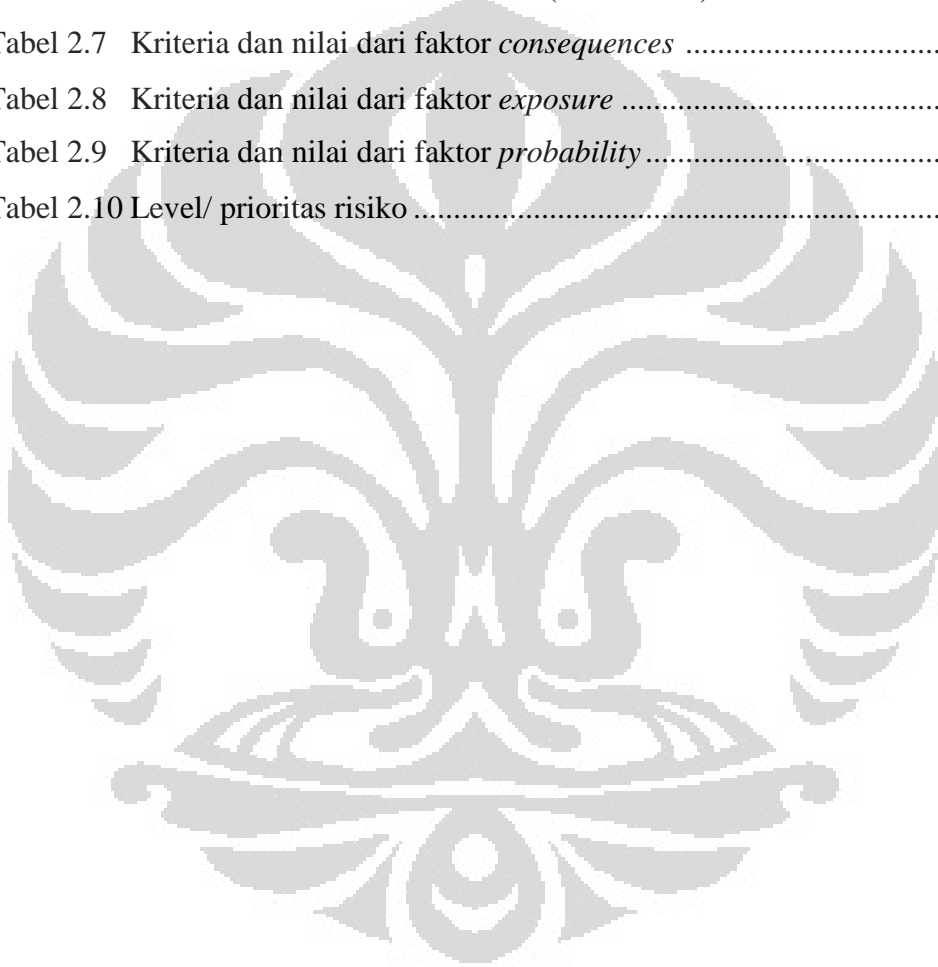 Tabel 2.7 Kriteria dan nilai dari faktor consequences ................................
Tabel 2.8 Kriteria dan nilai dari faktor exposure ........................................
Tabel 2.9 Kriteria dan nilai dari faktor probability .....................................
Tabel 2.10 Level/ prioritas risiko ..................................................................